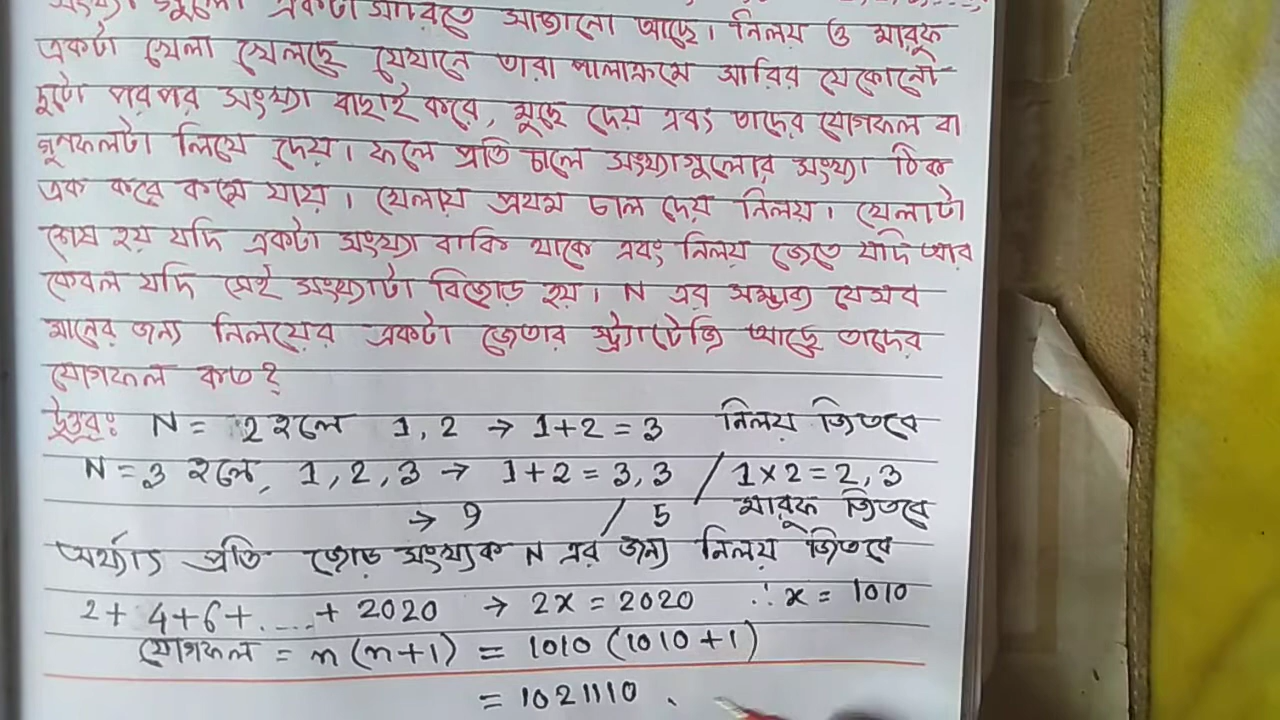 সংখ্যা গুলো একটা সারিতে সাজানো আছে। নিলয় ও মারুফ
একটা খেলা খেলছে যেখানে তারা পালাক্রমে সারির যেকোনো
দুটো পরপর সংখ্যা বাছাই করে, মুছে দেয় এবং তাদের যোগফল বা
গুণফলটা লিখে দেয়। ফলে প্রতি চালে সংখ্যাগুলোর সংখ্যা ঠিক
এক করে কমে যায়। খেলায় প্রথম চাল দেয় নিলয়। খেলাটা
শেষ হয় যদি একটা সংখ্যা বাকি থাকে এবং নিলয় জেতে যদি আর
কেবল যদি সেই সংখ্যাটা বিজোড় হয়। N এর সম্ভাব্য যেসব
মানের জন্য নিলয়ের একটা জেতার স্ট্র্যাটেজি আছে তাদের
যোগফল কত?
উত্তর: N = 2 হলে 1, 2 → 1+2 = 3 নিলয় জিতবে
N = 3 হলে, 1, 2, 3 → 1+2 = 3, 3 / 1×2 = 2, 3
→ 9 / 5 মারুফ জিতবে
অর্থ্যাৎ প্রতি জোড় সংখ্যক N এর জন্য নিলয় জিতবে
2+ 4+6+.....+ 2020 → 2x = 2020 ∴ x = 1010
যোগফল = n (n+1) = 1010 (1010+1)
= 1021110